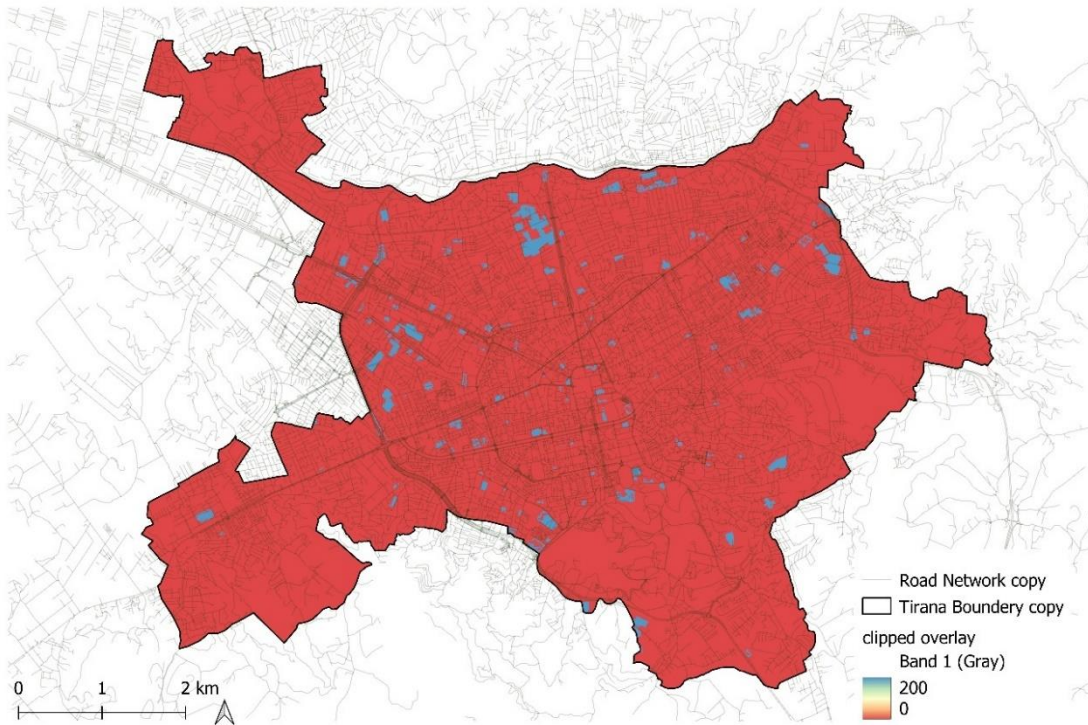 Road Network copy
Tirana Boundery copy
clipped overlay
Band 1 (Gray)
200
0
0 1 2 km